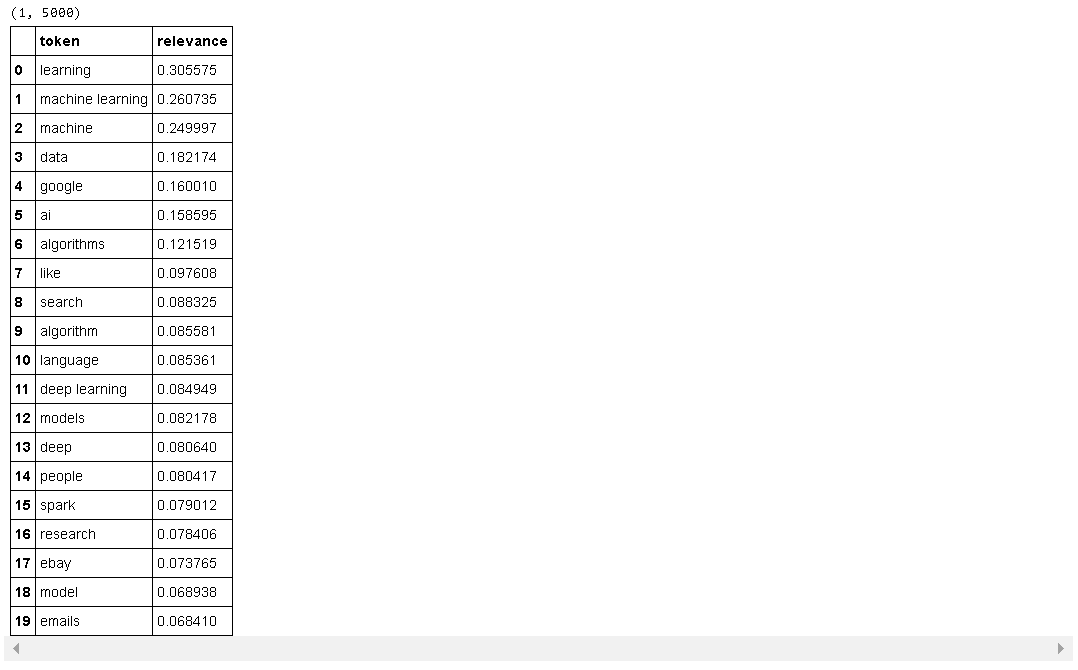 (1, 5000)
token relevance
0 learning 0.305575
1 machine learning 0.260735
2 machine 0.249997
3 data 0.182174
4 google 0.160010
5 ai 0.158595
6 algorithms 0.121519
7 like 0.097608
8 search 0.088325
9 algorithm 0.085581
10 language 0.085361
11 deep learning 0.084949
12 models 0.082178
13 deep 0.080640
14 people 0.080417
15 spark 0.079012
16 research 0.078406
17 ebay 0.073765
18 model 0.068938
19 emails 0.068410